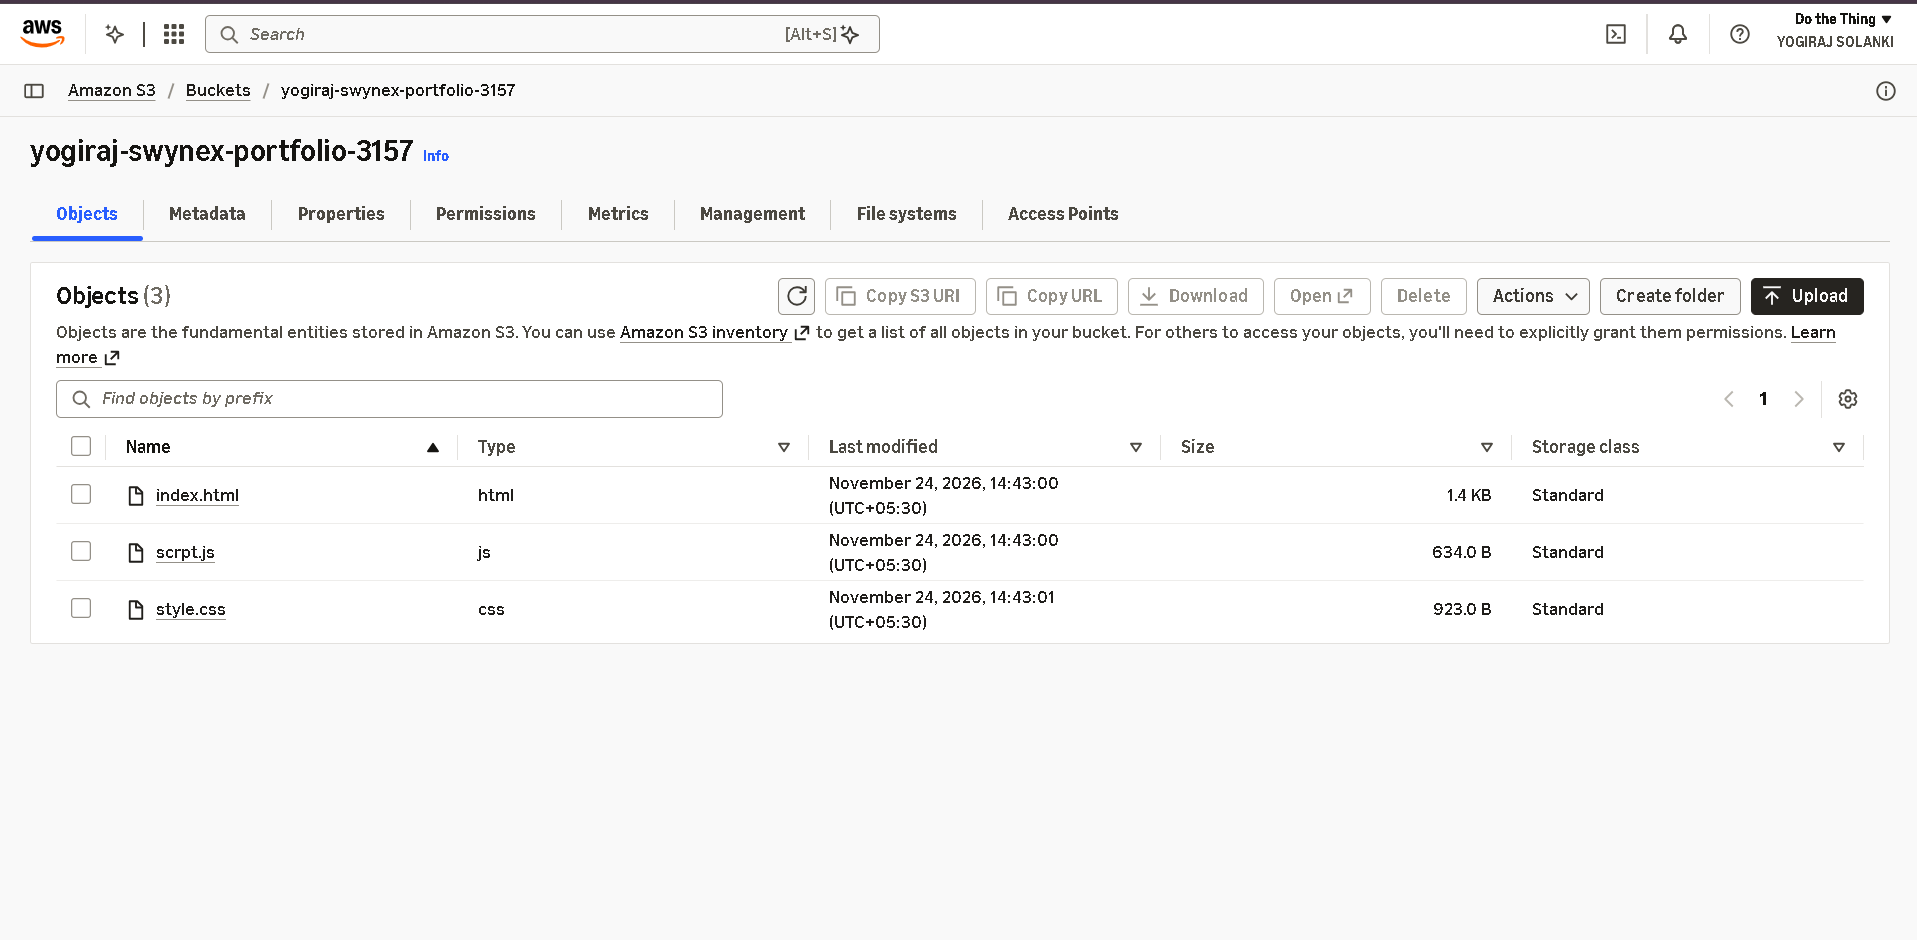 aws
Search [Alt+S]
Do the Thing ▼
YOGIRAJ SOLANKI
Amazon S3 / Buckets / yogiraj-swynex-portfolio-3157
yogiraj-swynex-portfolio-3157 Info
Objects Metadata Properties Permissions Metrics Management File systems Access Points
Objects (3)
Copy S3 URI Copy URL Download Open Delete Actions Create folder Upload
Objects are the fundamental entities stored in Amazon S3. You can use Amazon S3 inventory to get a list of all objects in your bucket. For others to access your objects, you'll need to explicitly grant them permissions. Learn
more
Find objects by prefix
1
Name Type Last modified Size Storage class
index.html html November 24, 2026, 14:43:00 (UTC+05:30) 1.4 KB Standard
scrpt.js js November 24, 2026, 14:43:00 (UTC+05:30) 634.0 B Standard
style.css css November 24, 2026, 14:43:01 (UTC+05:30) 923.0 B Standard